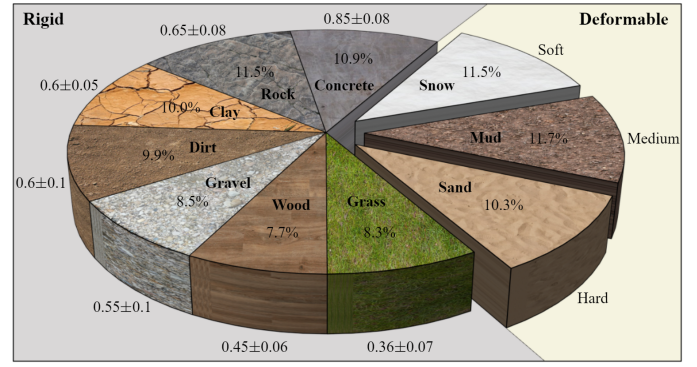 Rigid
Deformable
0.85±0.08
0.65±0.08
0.6±0.05
0.6±0.1
0.55±0.1
0.45±0.06
0.36±0.07
Soft
Medium
Hard
10.9%
Concrete
11.5%
Rock
10.0%
Clay
Dirt
9.9%
Gravel
8.5%
Wood
7.7%
Grass
8.3%
Sand
10.3%
Mud 11.7%
11.5%
Snow